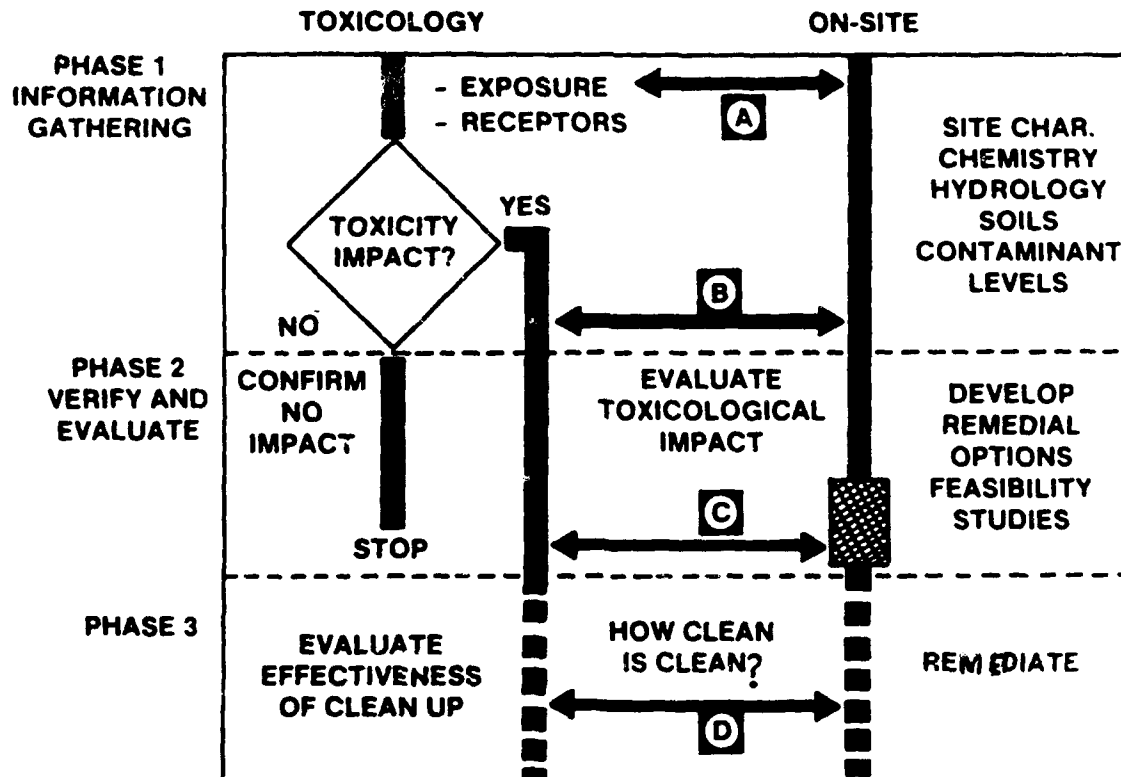 TOXICOLOGY
ON-SITE
PHASE 1
INFORMATION
GATHERING
- EXPOSURE
- RECEPTORS
A
SITE CHAR.
CHEMISTRY
HYDROLOGY
SOILS
CONTAMINANT
LEVELS
TOXICITY
IMPACT?
YES
B
NO
PHASE 2
VERIFY AND
EVALUATE
CONFIRM
NO
IMPACT
EVALUATE
TOXICOLOGICAL
IMPACT
DEVELOP
REMEDIAL
OPTIONS
FEASIBILITY
STUDIES
C
STOP
PHASE 3
EVALUATE
EFFECTIVENESS
OF CLEAN UP
HOW CLEAN
IS CLEAN?
D
REMEDIATE